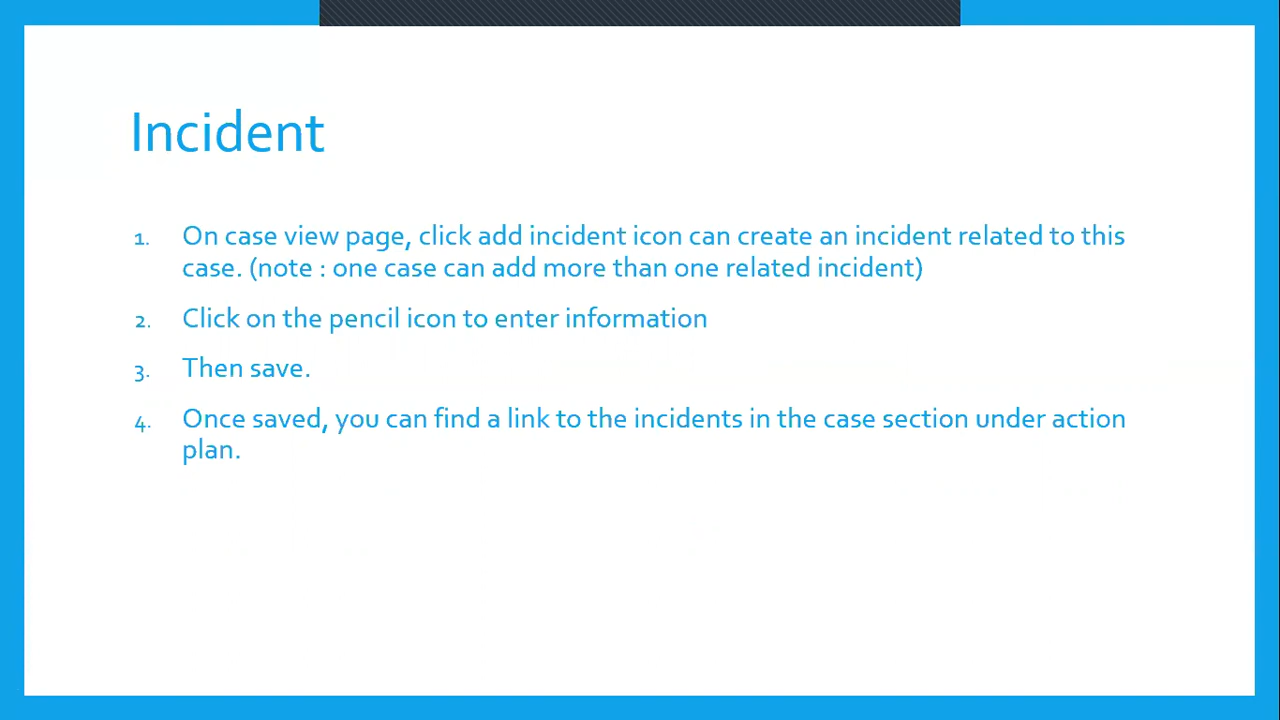 Incident
1. On case view page, click add incident icon can create an incident related to this
case. (note : one case can add more than one related incident)
2. Click on the pencil icon to enter information
3. Then save.
4. Once saved, you can find a link to the incidents in the case section under action
plan.